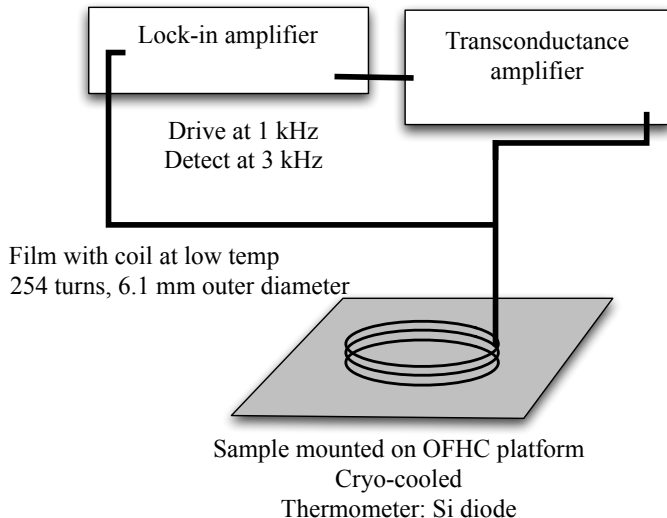 Lock-in amplifier
Transconductance
amplifier
Drive at 1 kHz
Detect at 3 kHz
Film with coil at low temp
254 turns, 6.1 mm outer diameter
Sample mounted on OFHC platform
Cryo-cooled
Thermometer: Si diode